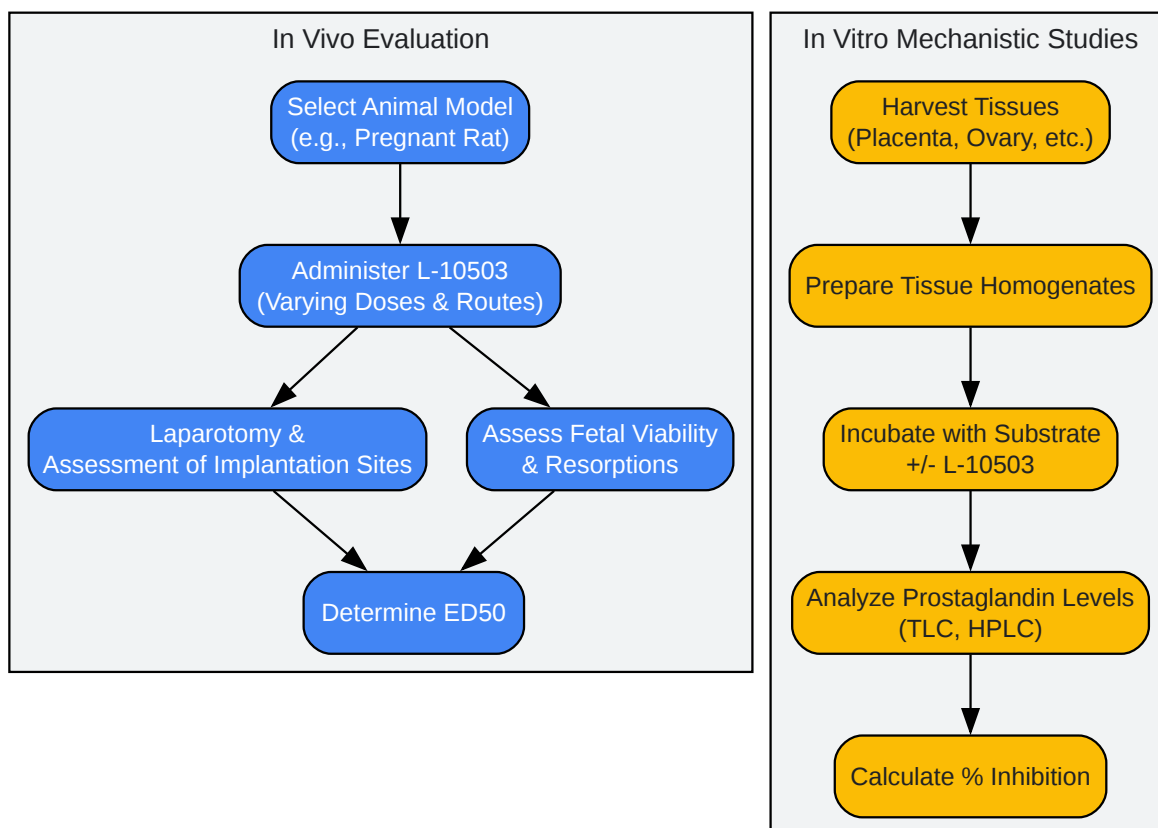 In Vivo Evaluation
Select Animal Model
(e.g., Pregnant Rat)
Administer L-10503
(Varying Doses & Routes)
Laparotomy &
Assessment of Implantation Sites
Assess Fetal Viability
& Resorptions
Determine ED50
In Vitro Mechanistic Studies
Harvest Tissues
(Placenta, Ovary, etc.)
Prepare Tissue Homogenates
Incubate with Substrate
+/- L-10503
Analyze Prostaglandin Levels
(TLC, HPLC)
Calculate % Inhibition